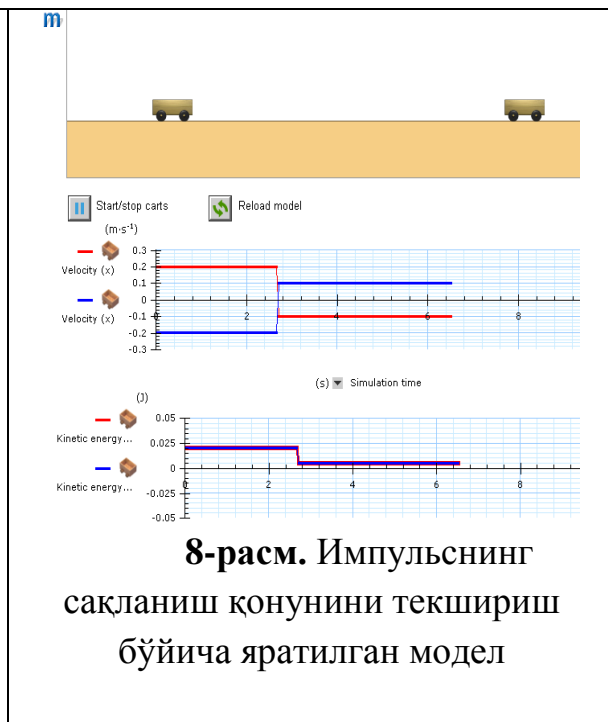 m
Start/stop carts Reload model
(m·s⁻¹)
0.3
Velocity (x) 0.2
0.1
0 2 4 6 8
Velocity (x) -0.1
-0.2
-0.3
(s) Simulation time
(J)
0.05
Kinetic energy... 0.025
0 2 4 6 8
Kinetic energy... -0.025
-0.05
8-расм. Импульснинг
сақланиш қонунини текшириш
бўйича яратилган модел